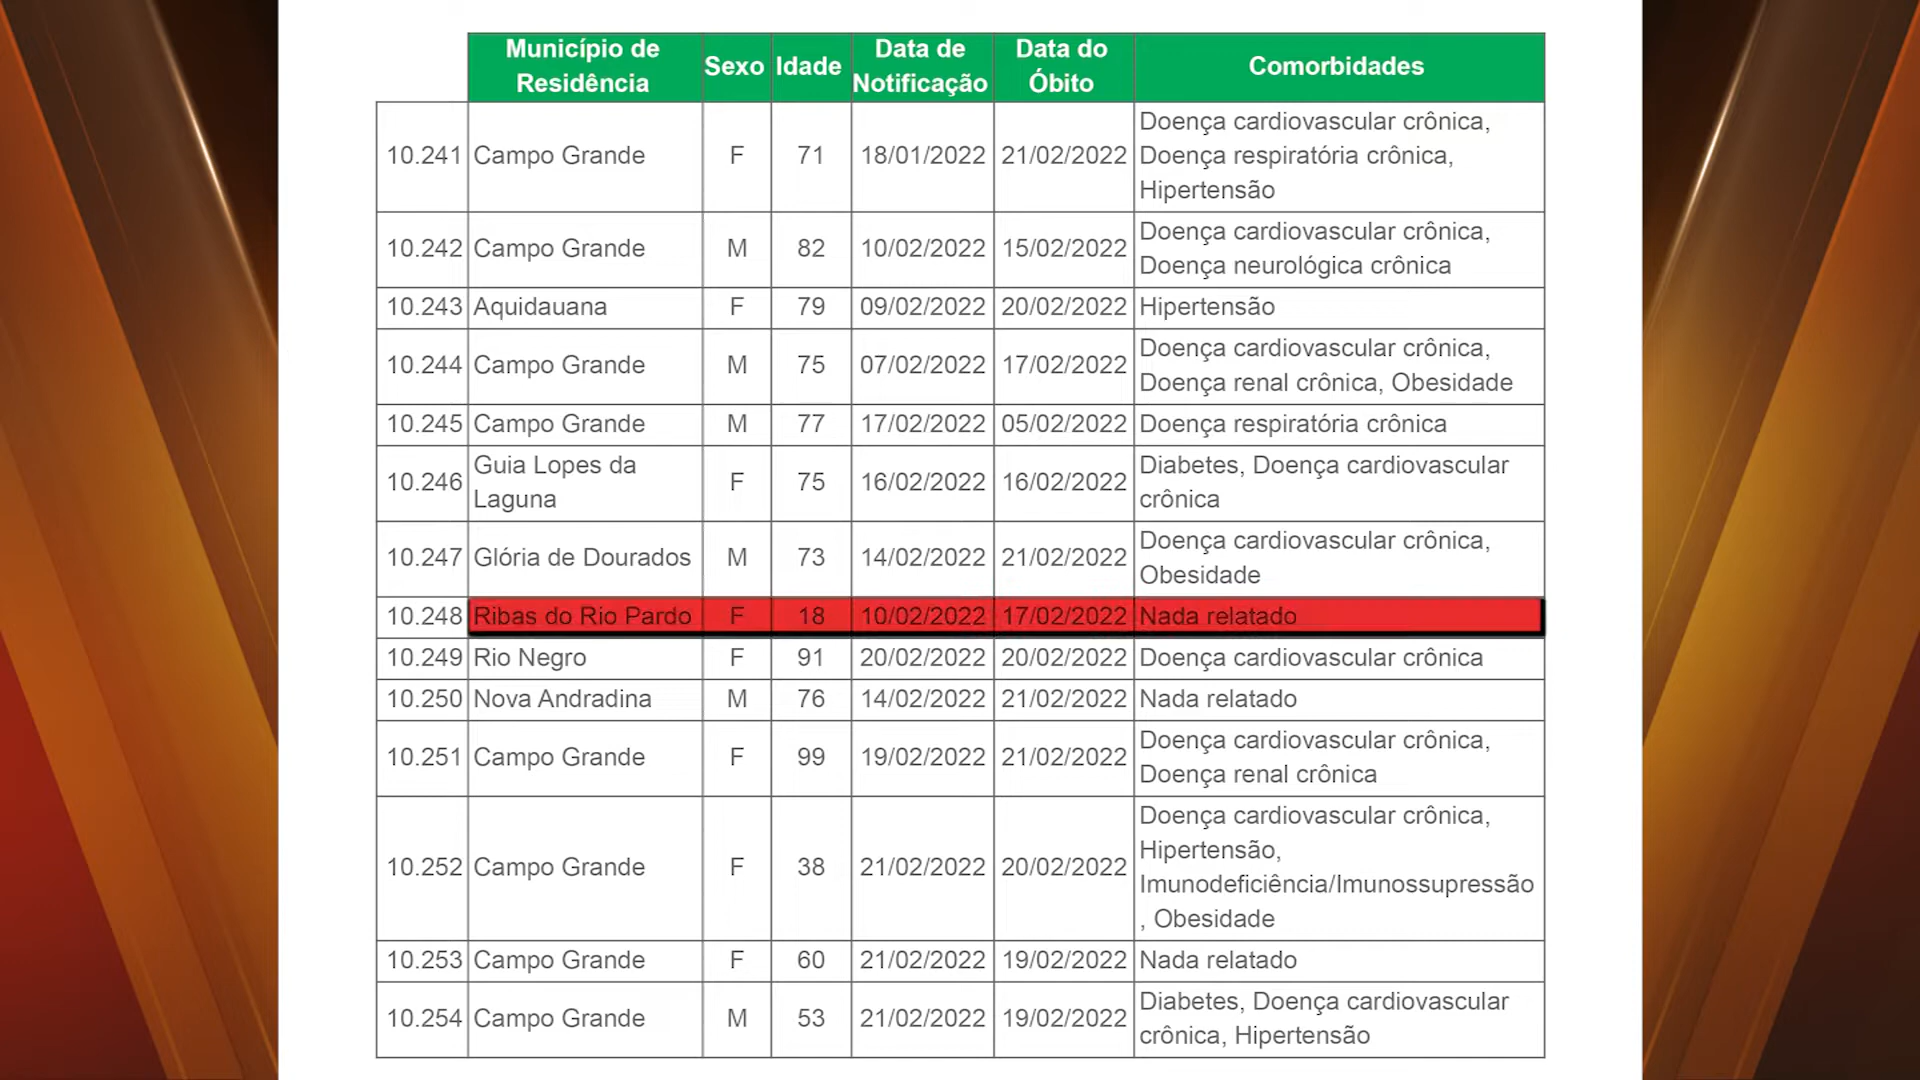 Município de Residência Sexo Idade Data de Notificação Data do Óbito Comorbidades
10.241 Campo Grande F 71 18/01/2022 21/02/2022 Doença cardiovascular crônica,
Doença respiratória crônica,
Hipertensão
10.242 Campo Grande M 82 10/02/2022 15/02/2022 Doença cardiovascular crônica,
Doença neurológica crônica
10.243 Aquidauana F 79 09/02/2022 20/02/2022 Hipertensão
10.244 Campo Grande M 75 07/02/2022 17/02/2022 Doença cardiovascular crônica,
Doença renal crônica, Obesidade
10.245 Campo Grande M 77 17/02/2022 05/02/2022 Doença respiratória crônica
10.246 Guia Lopes da Laguna F 75 16/02/2022 16/02/2022 Diabetes, Doença cardiovascular
crônica
10.247 Glória de Dourados M 73 14/02/2022 21/02/2022 Doença cardiovascular crônica,
Obesidade
10.248 Ribas do Rio Pardo F 18 10/02/2022 17/02/2022 Nada relatado
10.249 Rio Negro F 91 20/02/2022 20/02/2022 Doença cardiovascular crônica
10.250 Nova Andradina M 76 14/02/2022 21/02/2022 Nada relatado
10.251 Campo Grande F 99 19/02/2022 21/02/2022 Doença cardiovascular crônica,
Doença renal crônica
10.252 Campo Grande F 38 21/02/2022 20/02/2022 Doença cardiovascular crônica,
Hipertensão,
Imunodeficiência/Imunossupressão
, Obesidade
10.253 Campo Grande F 60 21/02/2022 19/02/2022 Nada relatado
10.254 Campo Grande M 53 21/02/2022 19/02/2022 Diabetes, Doença cardiovascular
crônica, Hipertensão